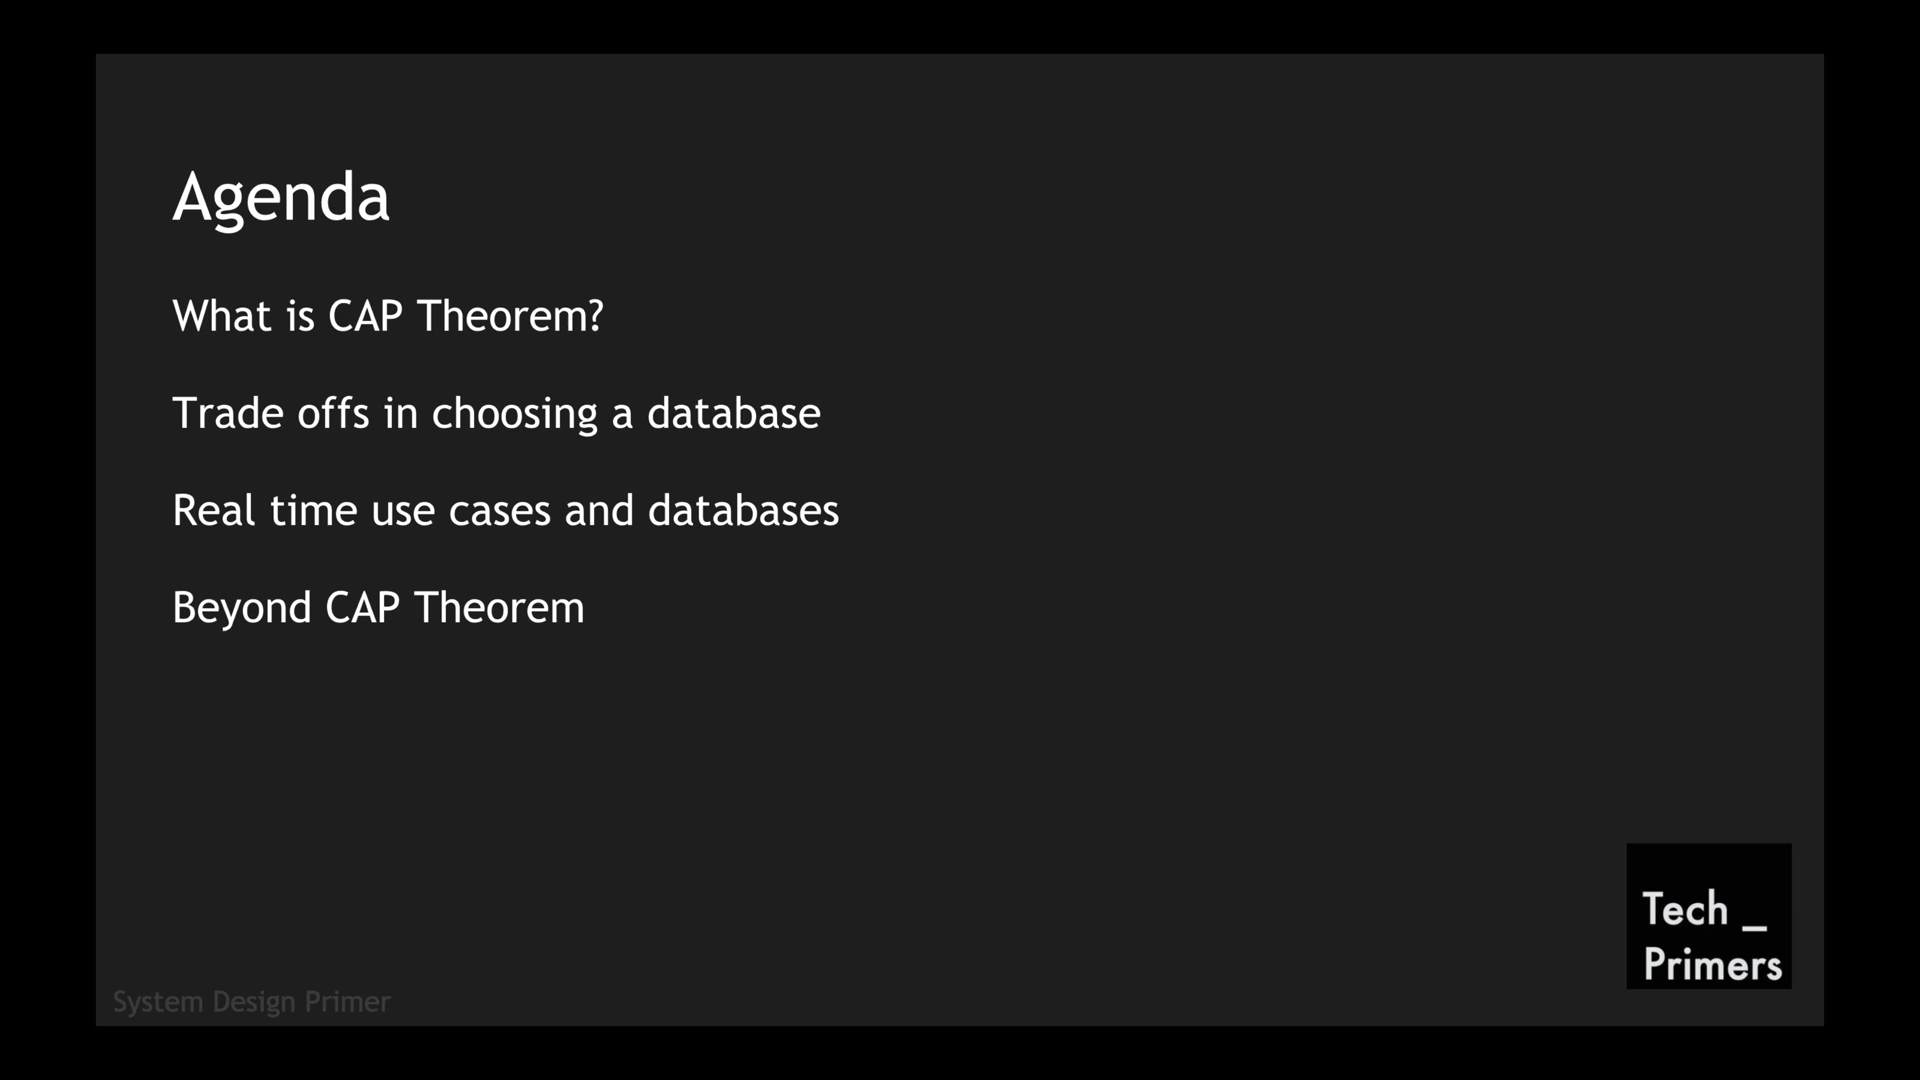 Agenda
What is CAP Theorem?
Trade offs in choosing a database
Real time use cases and databases
Beyond CAP Theorem
Tech _
Primers
System Design Primer